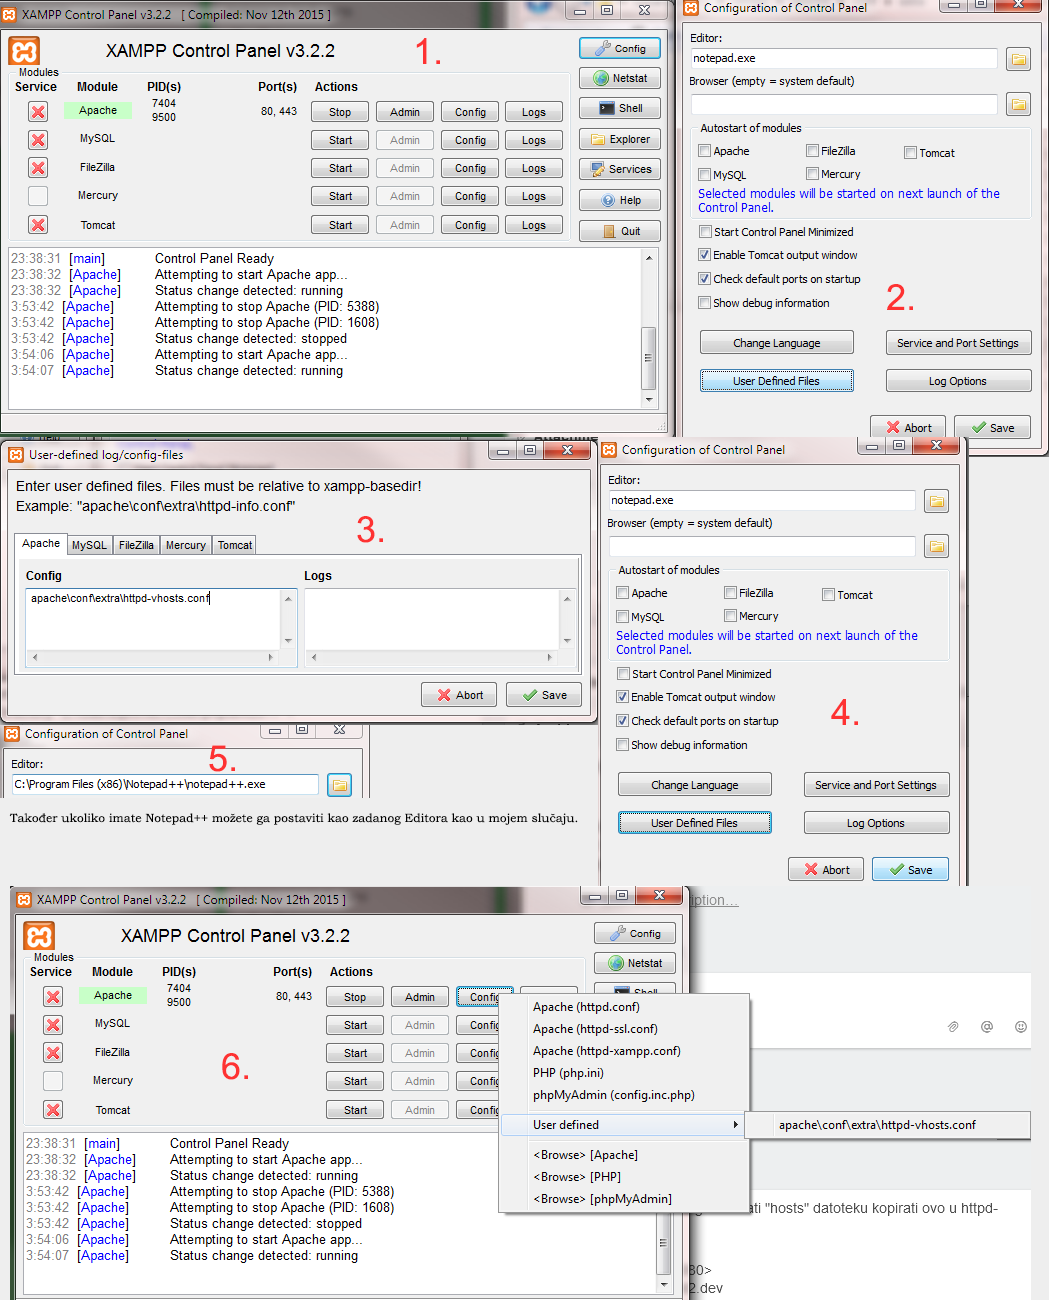 XAMPP Control Panel v3.2.2   [ Compiled: Nov 12th 2015 ]
XAMPP Control Panel v3.2.2
1.
Config
Modules
Service Module PID(s) Port(s) Actions
Netstat
Apache 7404 9500 80, 443 Stop Admin Config Logs
Shell
MySQL Start Admin Config Logs
Explorer
FileZilla Start Admin Config Logs
Services
Mercury Start Admin Config Logs
Help
Tomcat Start Admin Config Logs
Quit
23:38:31 [main] Control Panel Ready
23:38:32 [Apache] Attempting to start Apache app...
23:38:32 [Apache] Status change detected: running
3:53:42 [Apache] Attempting to stop Apache (PID: 5388)
3:53:42 [Apache] Attempting to stop Apache (PID: 1608)
3:53:42 [Apache] Status change detected: stopped
3:54:06 [Apache] Attempting to start Apache app...
3:54:07 [Apache] Status change detected: running
Configuration of Control Panel
Editor:
notepad.exe
Browser (empty = system default)
Autostart of modules
Apache FileZilla Tomcat
MySQL Mercury
Selected modules will be started on next launch of the
Control Panel.
Start Control Panel Minimized
Enable Tomcat output window
Check default ports on startup
Show debug information
2.
Change Language Service and Port Settings
User Defined Files Log Options
Abort Save
User-defined log/config-files
Enter user defined files. Files must be relative to xampp-basedir!
Example: "apache\conf\extra\httpd-info.conf"
3.
Apache MySQL FileZilla Mercury Tomcat
Config Logs
apache\conf\extra\httpd-vhosts.conf
Abort Save
Configuration of Control Panel
Editor:
notepad.exe
Browser (empty = system default)
Autostart of modules
Apache FileZilla Tomcat
MySQL Mercury
Selected modules will be started on next launch of the
Control Panel.
Start Control Panel Minimized
Enable Tomcat output window
Check default ports on startup
Show debug information
4.
Change Language Service and Port Settings
User Defined Files Log Options
Abort Save
Configuration of Control Panel
5.
Editor:
C:\Program Files (x86)\Notepad++\notepad++.exe
Također ukoliko imate Notepad++ možete ga postaviti kao zadanog Editora kao u mojem slučaju.
XAMPP Control Panel v3.2.2   [ Compiled: Nov 12th 2015 ]
XAMPP Control Panel v3.2.2
Config
Modules
Service Module PID(s) Port(s) Actions
Netstat
Apache 7404 9500 80, 443 Stop Admin Config
Shell
MySQL Start Admin Config
FileZilla Start Admin Config
Mercury Start Admin Config
Tomcat Start Admin Config
6.
Apache (httpd.conf)
Apache (httpd-ssl.conf)
Apache (httpd-xampp.conf)
PHP (php.ini)
phpMyAdmin (config.inc.php)
User defined
apache\conf\extra\httpd-vhosts.conf
<Browse> [Apache]
<Browse> [PHP]
<Browse> [phpMyAdmin]
23:38:31 [main] Control Panel Ready
23:38:32 [Apache] Attempting to start Apache app...
23:38:32 [Apache] Status change detected: running
3:53:42 [Apache] Attempting to stop Apache (PID: 5388)
3:53:42 [Apache] Attempting to stop Apache (PID: 1608)
3:53:42 [Apache] Status change detected: stopped
3:54:06 [Apache] Attempting to start Apache app...
3:54:07 [Apache] Status change detected: running
iption...
ati "hosts" datoteku kopirati ovo u httpd-
80>
2.dev